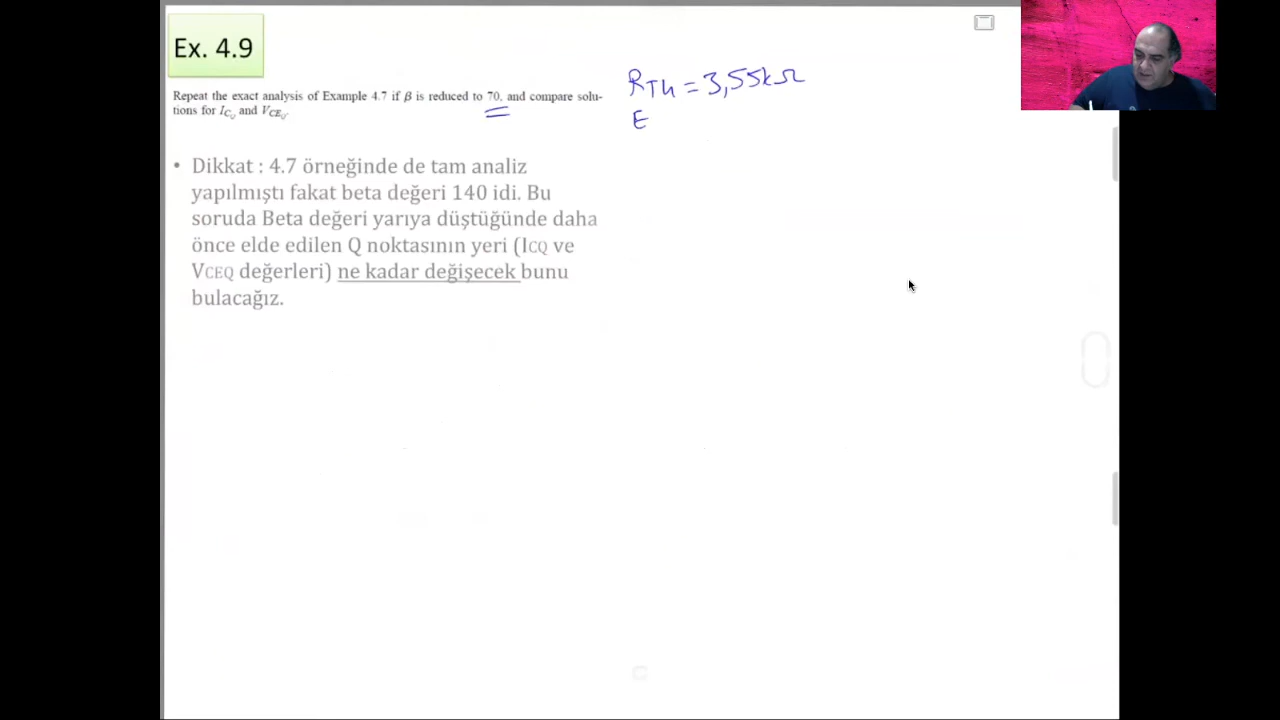 Ex. 4.9
Repeat the exact analysis of Example 4.7 if β is reduced to 70, and compare solu-
tions for ICQ and VCEQ.
RTh = 3,55kΩ
E
• Dikkat : 4.7 örneğinde de tam analiz
yapılmıştı fakat beta değeri 140 idi. Bu
soruda Beta değeri yarıya düştüğünde daha
önce elde edilen Q noktasının yeri (ICQ ve
VCEQ değerleri) ne kadar değişecek bunu
bulacağız.